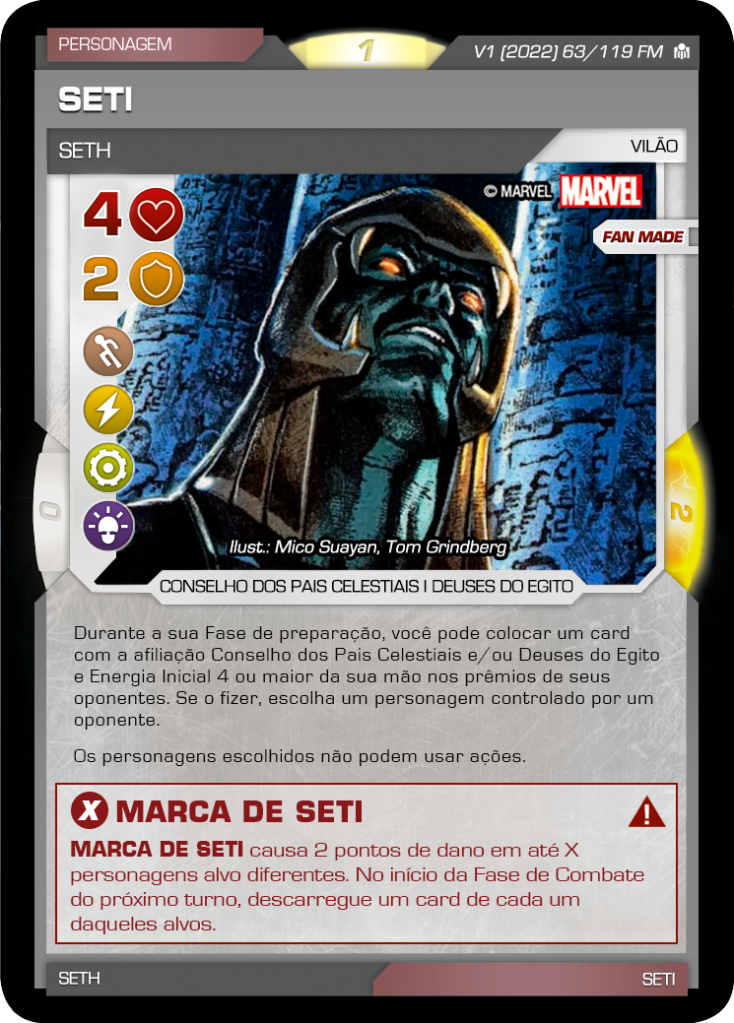 PERSONAGEM
1
V1 (2022) 63/119 FM
SETI
SETH
VILÃO
© MARVEL MARVEL
4
FAN MADE
2
0
2
Ilust.: Mico Suayan, Tom Grindberg
CONSELHO DOS PAIS CELESTIAIS | DEUSES DO EGITO
Durante a sua Fase de preparação, você pode colocar um card
com a afiliação Conselho dos Pais Celestiais e/ou Deuses do Egito
e Energia Inicial 4 ou maior da sua mão nos prêmios de seus
oponentes. Se o fizer, escolha um personagem controlado por um
oponente.
Os personagens escolhidos não podem usar ações.
X MARCA DE SETI
MARCA DE SETI causa 2 pontos de dano em até X
personagens alvo diferentes. No início da Fase de Combate
do próximo turno, descarregue um card de cada um
daqueles alvos.
SETH
SETI